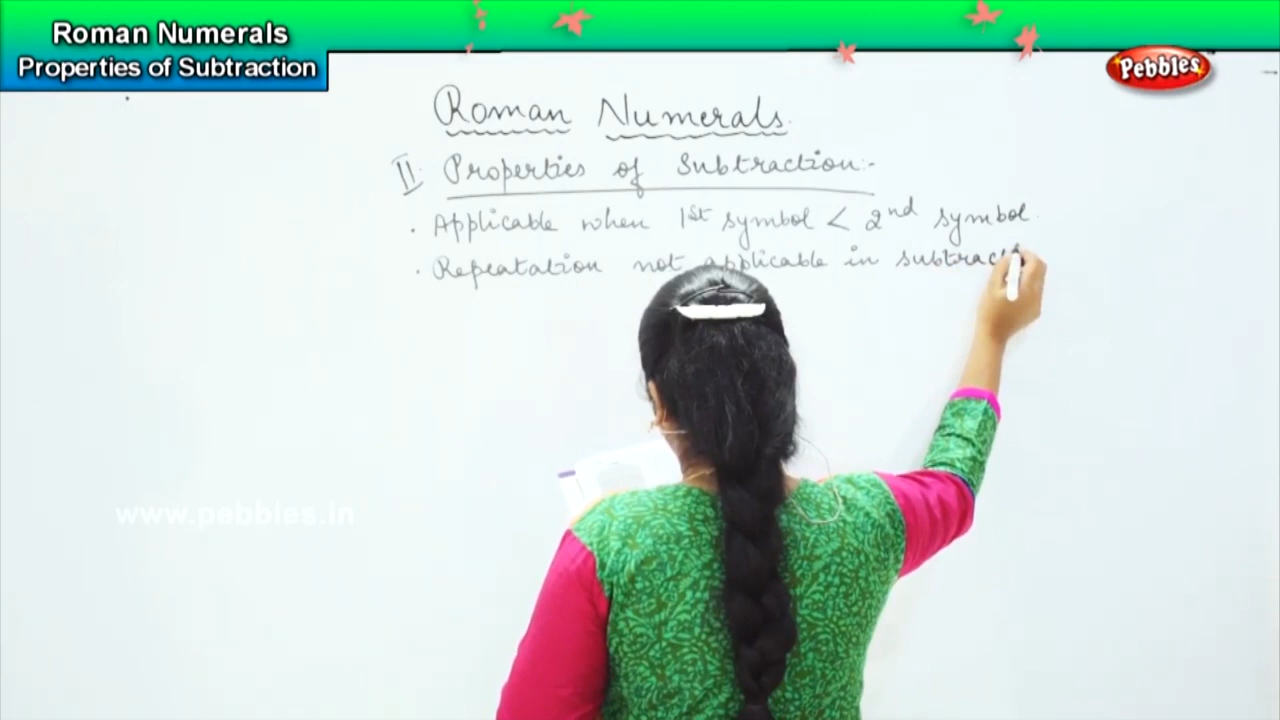 Roman Numerals
Properties of Subtraction
Pebbles
Roman Numerals.
II. Properties of Subtraction:-
. Applicable when 1st symbol < 2nd symbol.
. Repeatation not applicable in subtract
www.pebbles.in